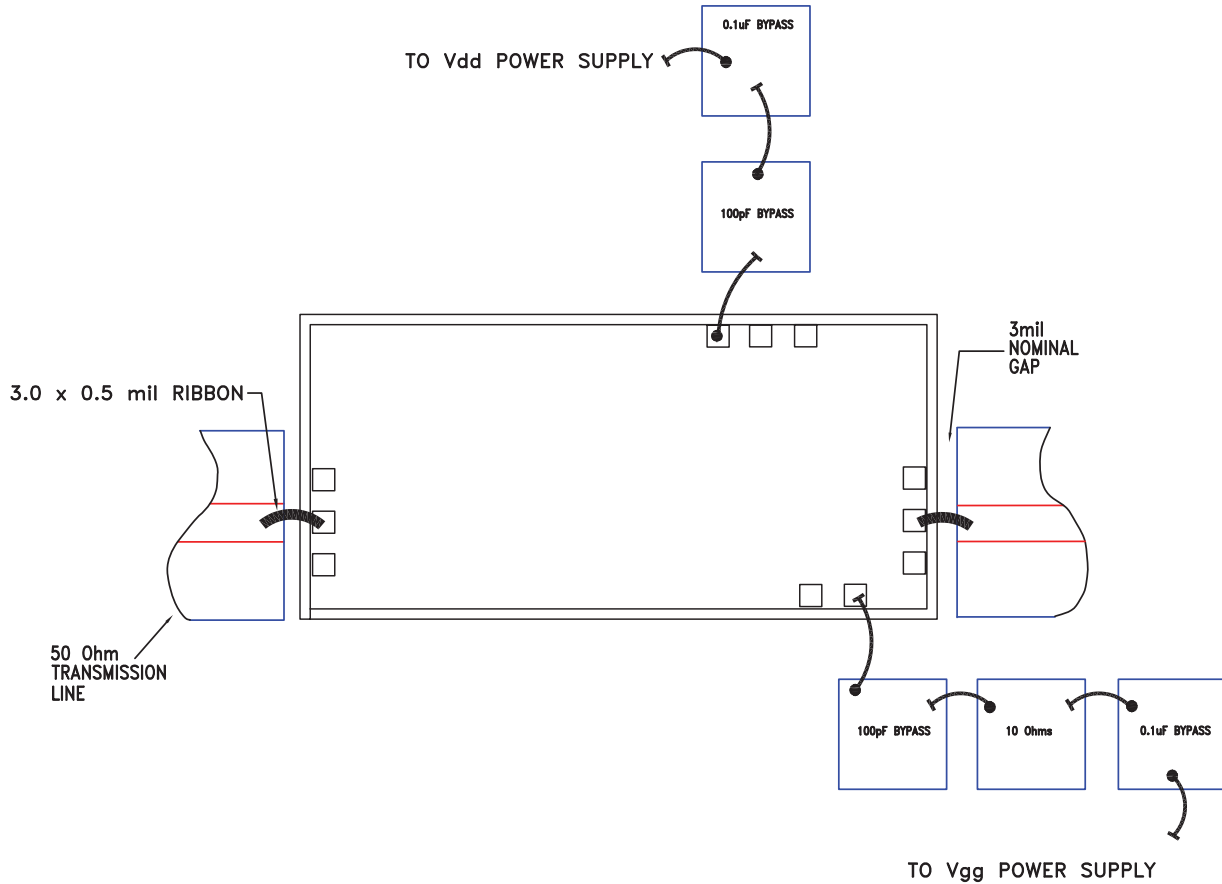 0.1uF BYPASS
TO Vdd POWER SUPPLY
100pF BYPASS
3mil
NOMINAL
GAP
3.0 x 0.5 mil RIBBON
50 Ohm
TRANSMISSION
LINE
100pF BYPASS
10 Ohms
0.1uF BYPASS
TO Vgg POWER SUPPLY